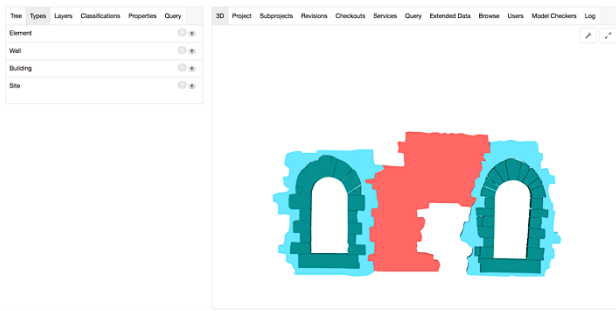 Tree Types Layers Classifications Properties Query
Element
Wall
Building
Site
3D Project Subprojects Revisions Checkouts Services Query Extended Data Browse Users Model Checkers Log